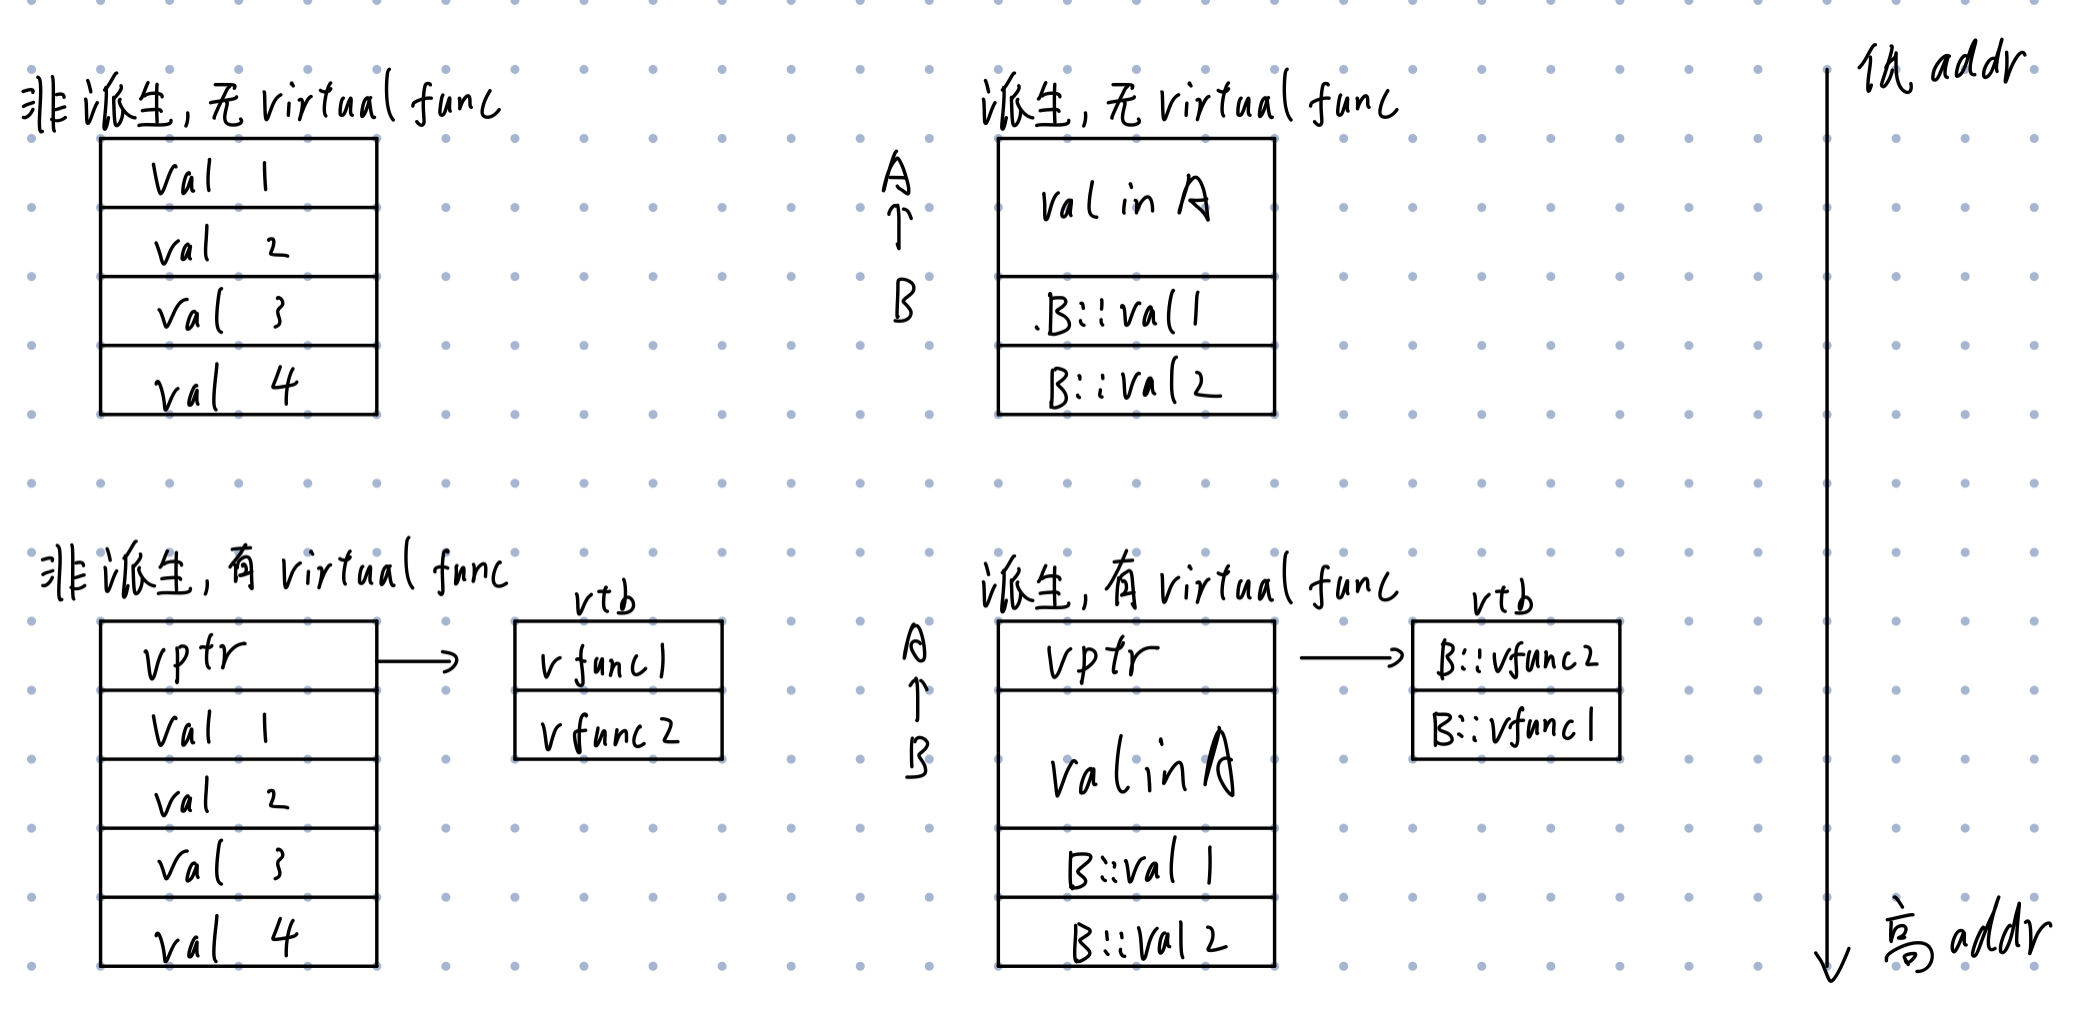 非派生, 无 virtual func
val 1
val 2
val 3
val 4
派生, 无 virtual func
A
↑
B
val in A
B::val1
B::val2
低 addr
非派生, 有 virtual func
vptr
val 1
val 2
val 3
val 4
vtb
vfunc1
vfunc2
派生, 有 virtual func
A
↑
B
vptr
val in A
B::val 1
B::val 2
vtb
B::vfunc2
B::vfunc1
高 addr